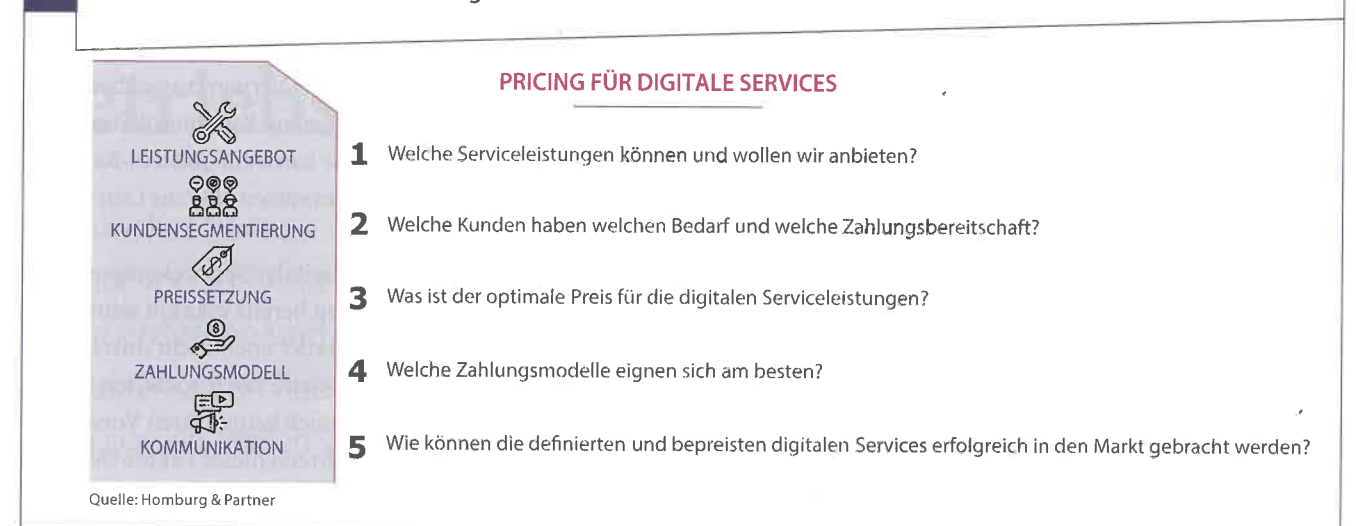 PRICING FÜR DIGITALE SERVICES
LEISTUNGSANGEBOT
1 Welche Serviceleistungen können und wollen wir anbieten?
KUNDENSEGMENTIERUNG
2 Welche Kunden haben welchen Bedarf und welche Zahlungsbereitschaft?
PREISSETZUNG
3 Was ist der optimale Preis für die digitalen Serviceleistungen?
ZAHLUNGSMODELL
4 Welche Zahlungsmodelle eignen sich am besten?
KOMMUNIKATION
5 Wie können die definierten und bepreisten digitalen Services erfolgreich in den Markt gebracht werden?
Quelle: Homburg & Partner